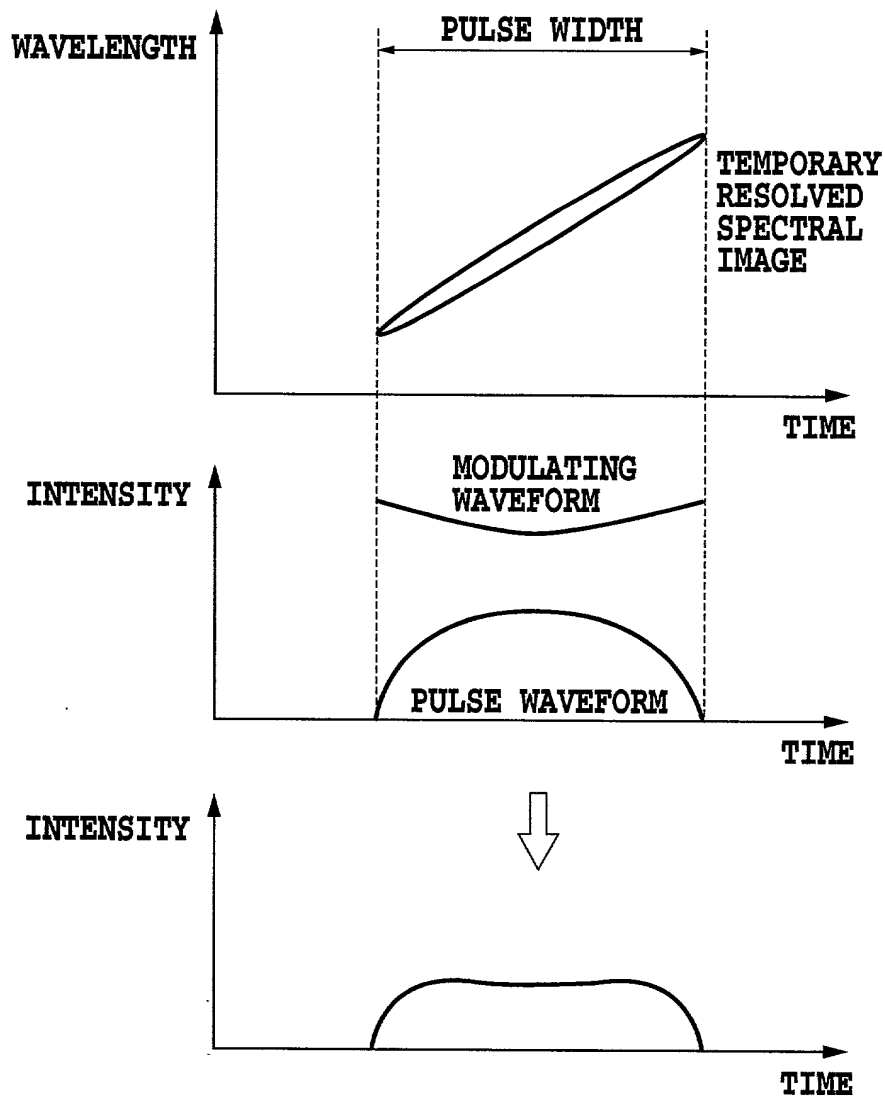 PULSE WIDTH
WAVELENGTH
TEMPORARY
RESOLVED
SPECTRAL
IMAGE
TIME
INTENSITY
MODULATING
WAVEFORM
PULSE WAVEFORM
TIME
INTENSITY
TIME